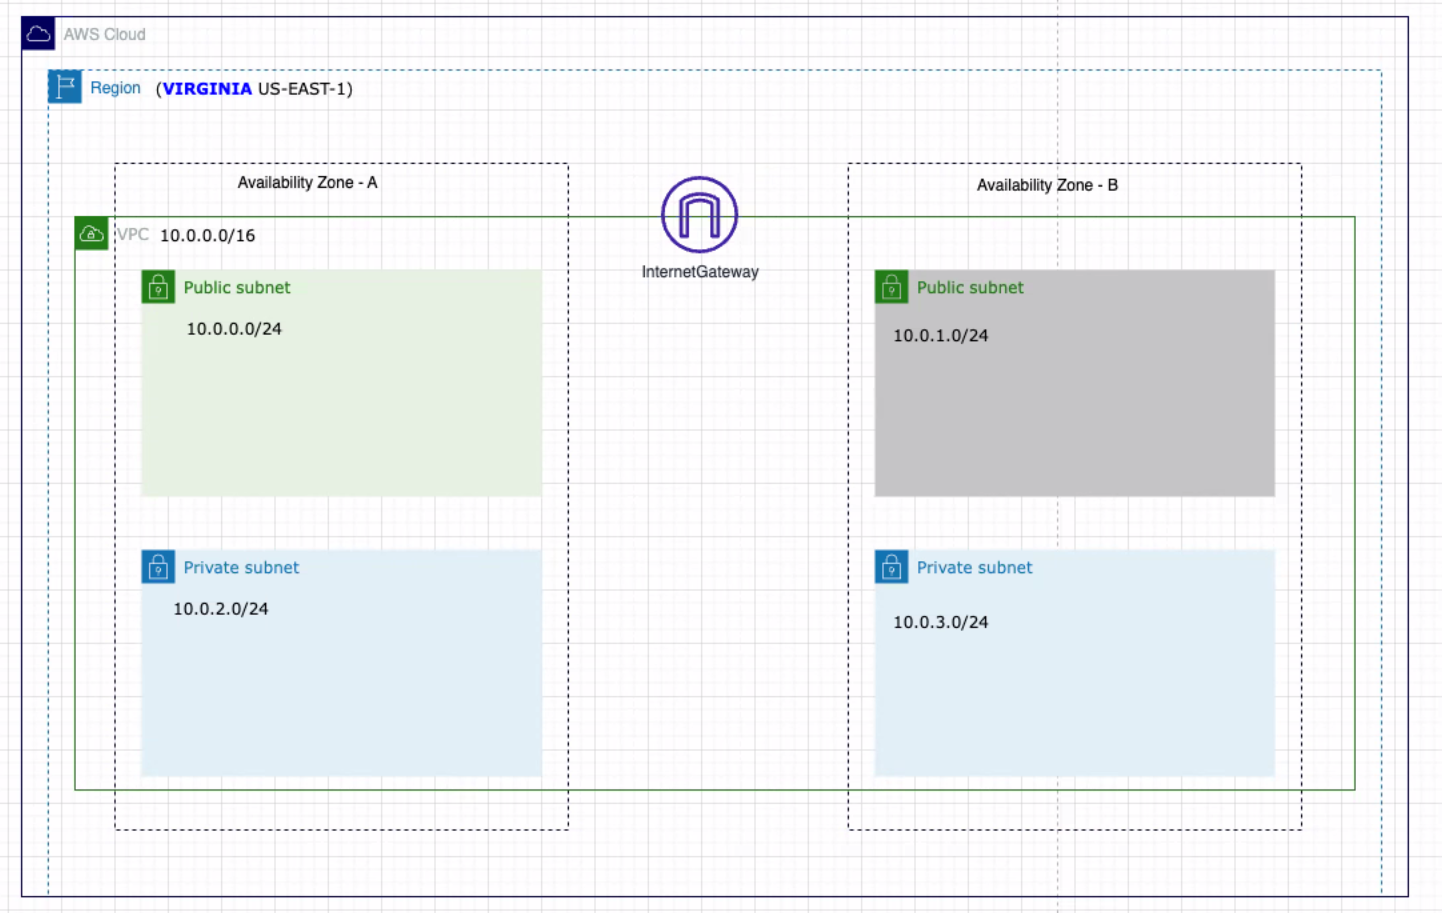 AWS Cloud
Region (VIRGINIA US-EAST-1)
Availability Zone - A
Availability Zone - B
VPC 10.0.0.0/16
InternetGateway
Public subnet
10.0.0.0/24
Public subnet
10.0.1.0/24
Private subnet
10.0.2.0/24
Private subnet
10.0.3.0/24